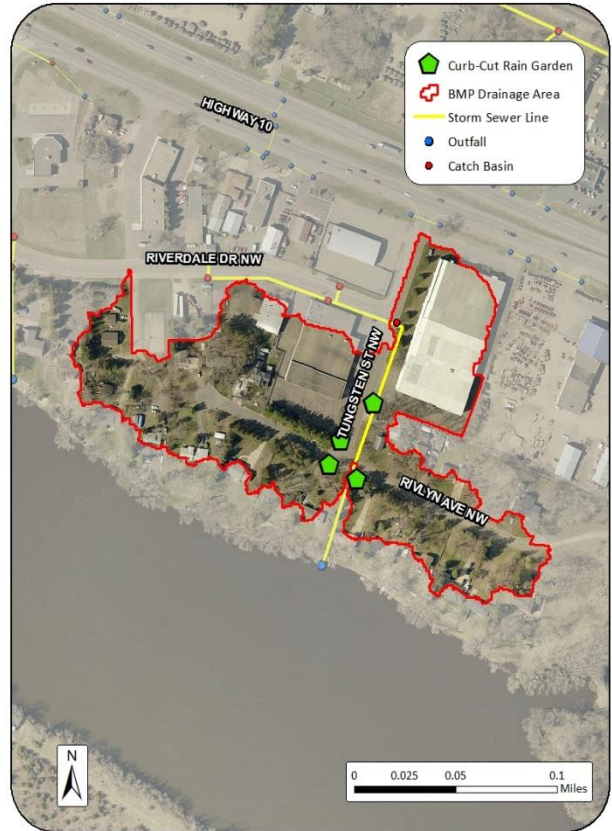 Curb-Cut Rain Garden
BMP Drainage Area
Storm Sewer Line
Outfall
Catch Basin
HIGHWAY 10
RIVERDALE DR NW
TUNGSTEN ST NW
RIVLYN AVE NW
N
0 0.025 0.05 0.1
Miles